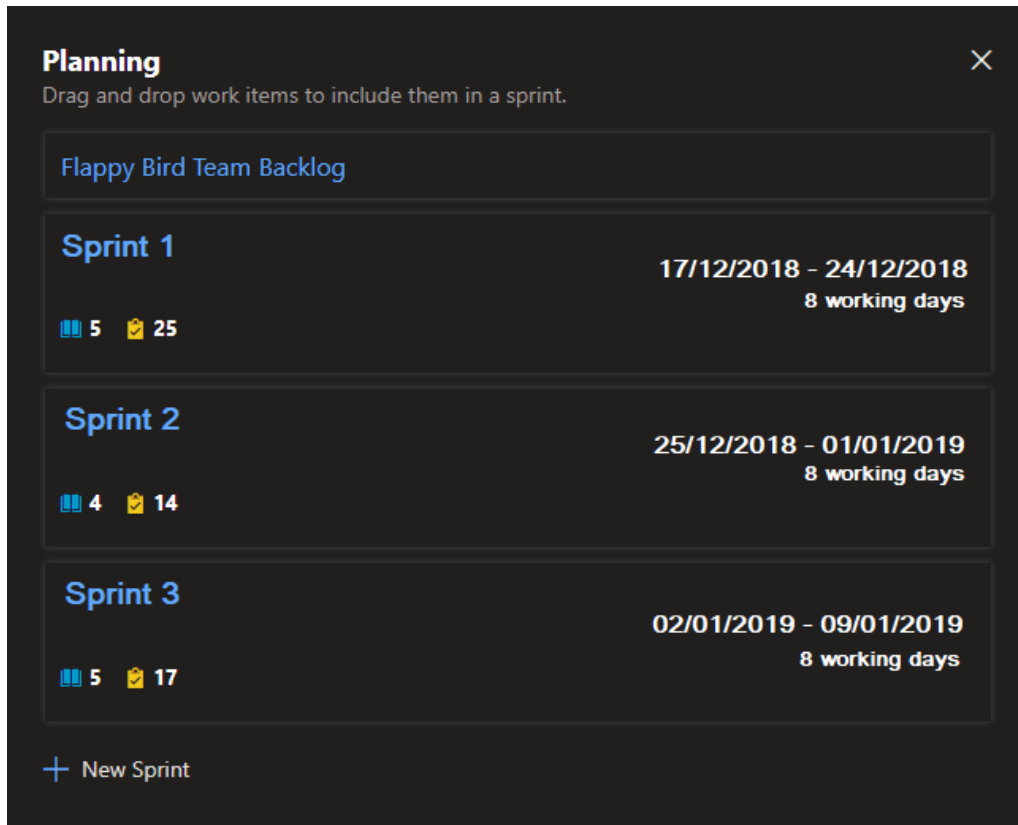 Planning
Drag and drop work items to include them in a sprint.
Flappy Bird Team Backlog
Sprint 1
17/12/2018 - 24/12/2018
8 working days
5 25
Sprint 2
25/12/2018 - 01/01/2019
8 working days
4 14
Sprint 3
02/01/2019 - 09/01/2019
8 working days
5 17
New Sprint